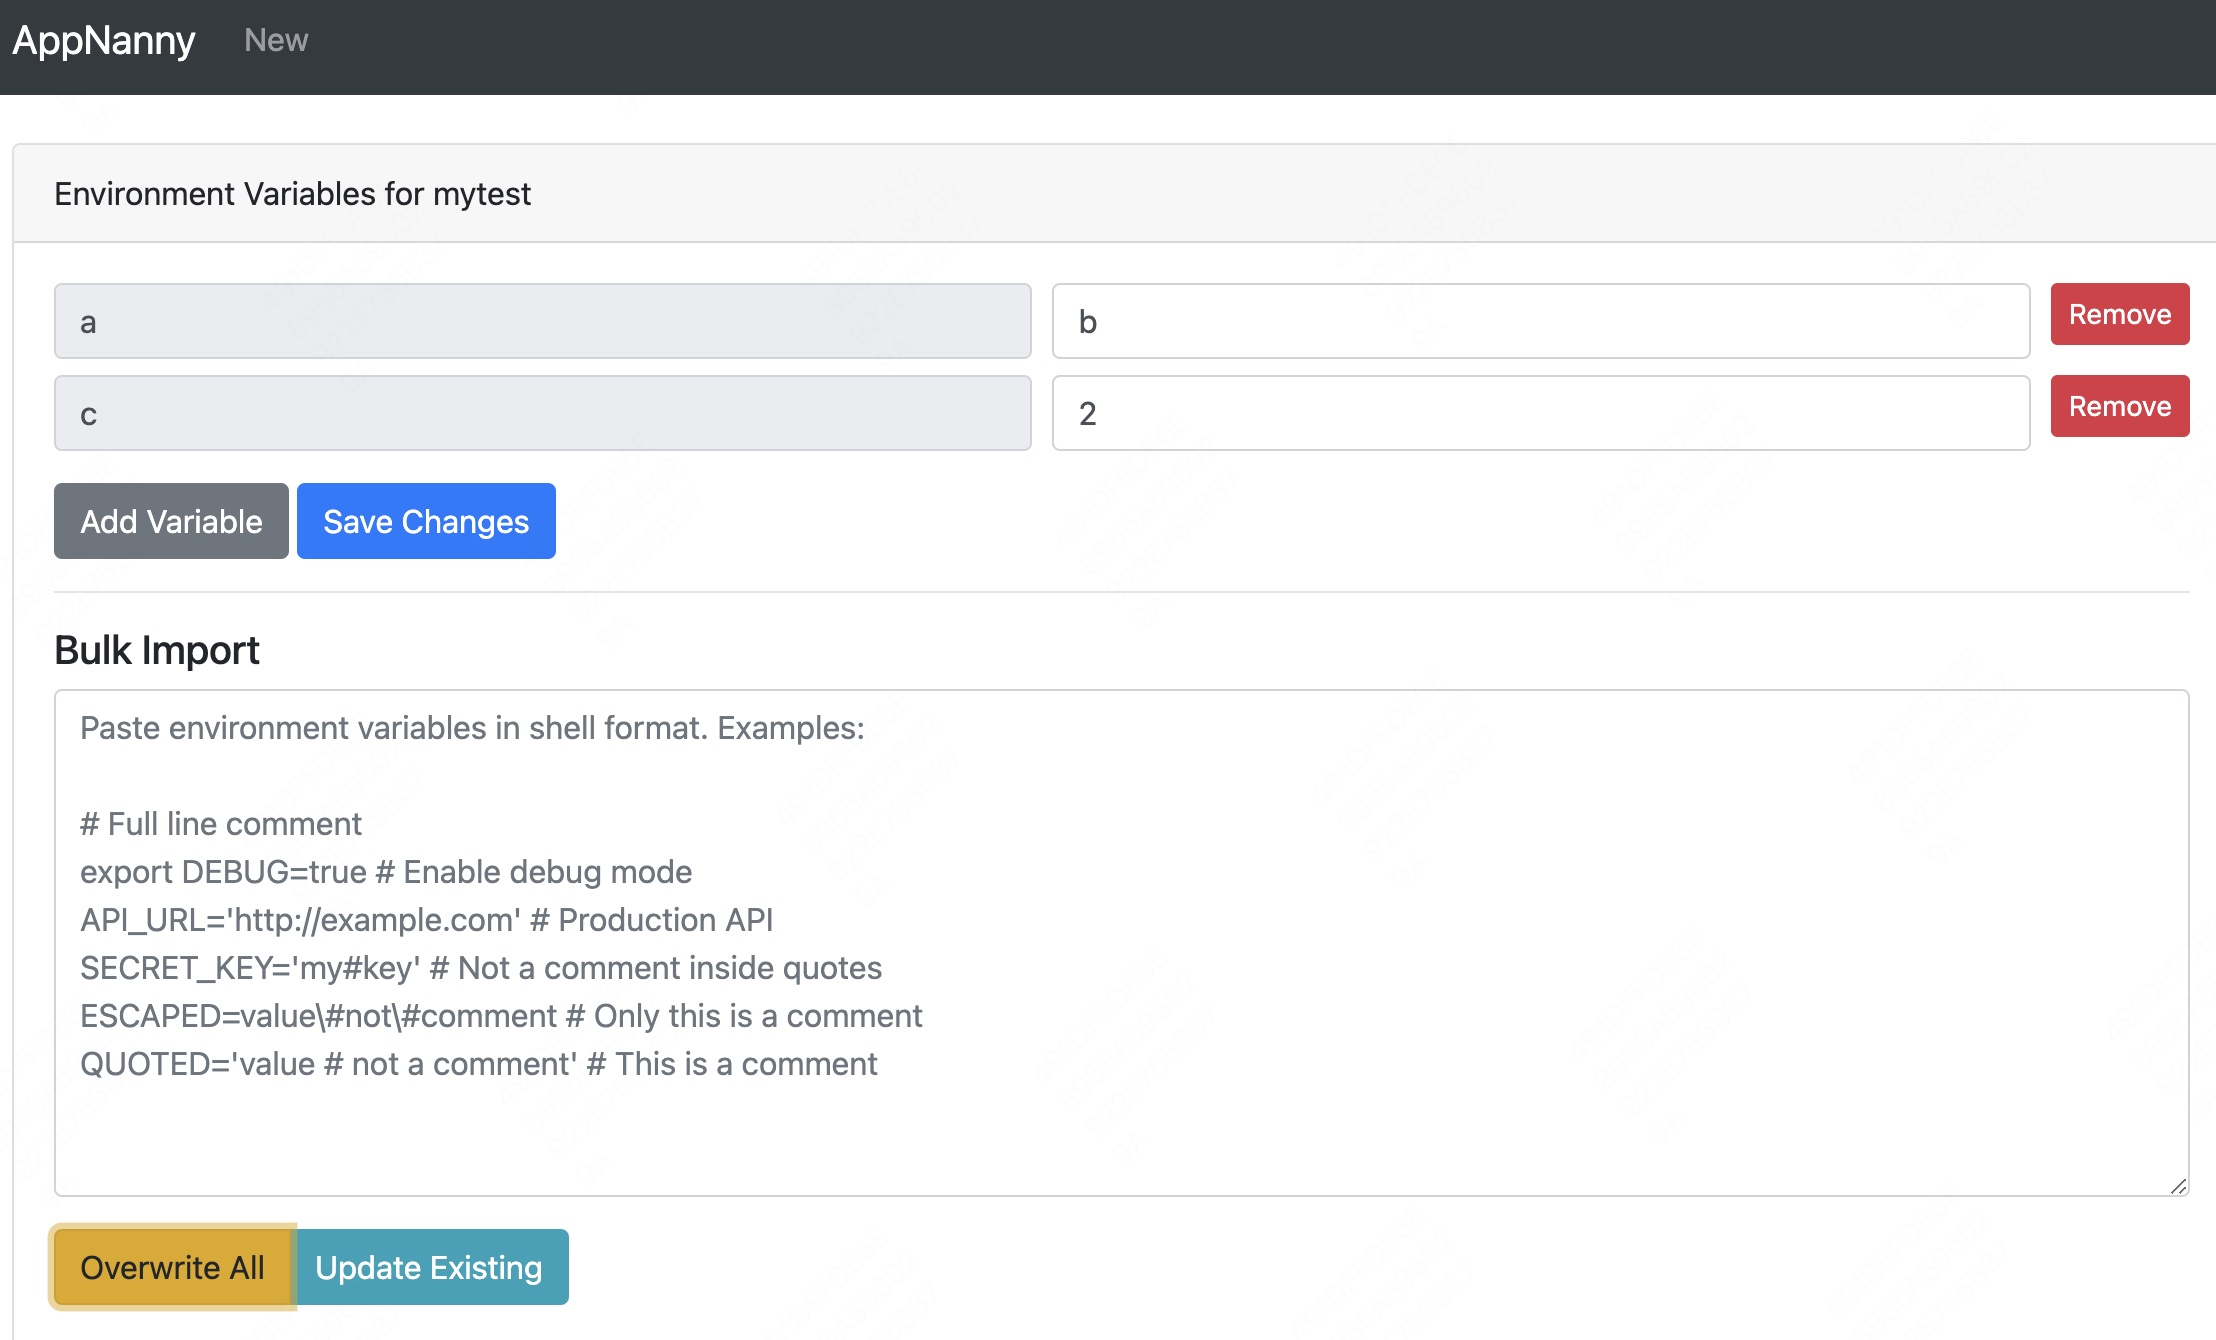 AppNanny New
Environment Variables for mytest
a b Remove
c 2 Remove
Add Variable Save Changes
Bulk Import
Paste environment variables in shell format. Examples:
# Full line comment
export DEBUG=true # Enable debug mode
API_URL='http://example.com' # Production API
SECRET_KEY='my#key' # Not a comment inside quotes
ESCAPED=value\#not\#comment # Only this is a comment
QUOTED='value # not a comment' # This is a comment
Overwrite All Update Existing